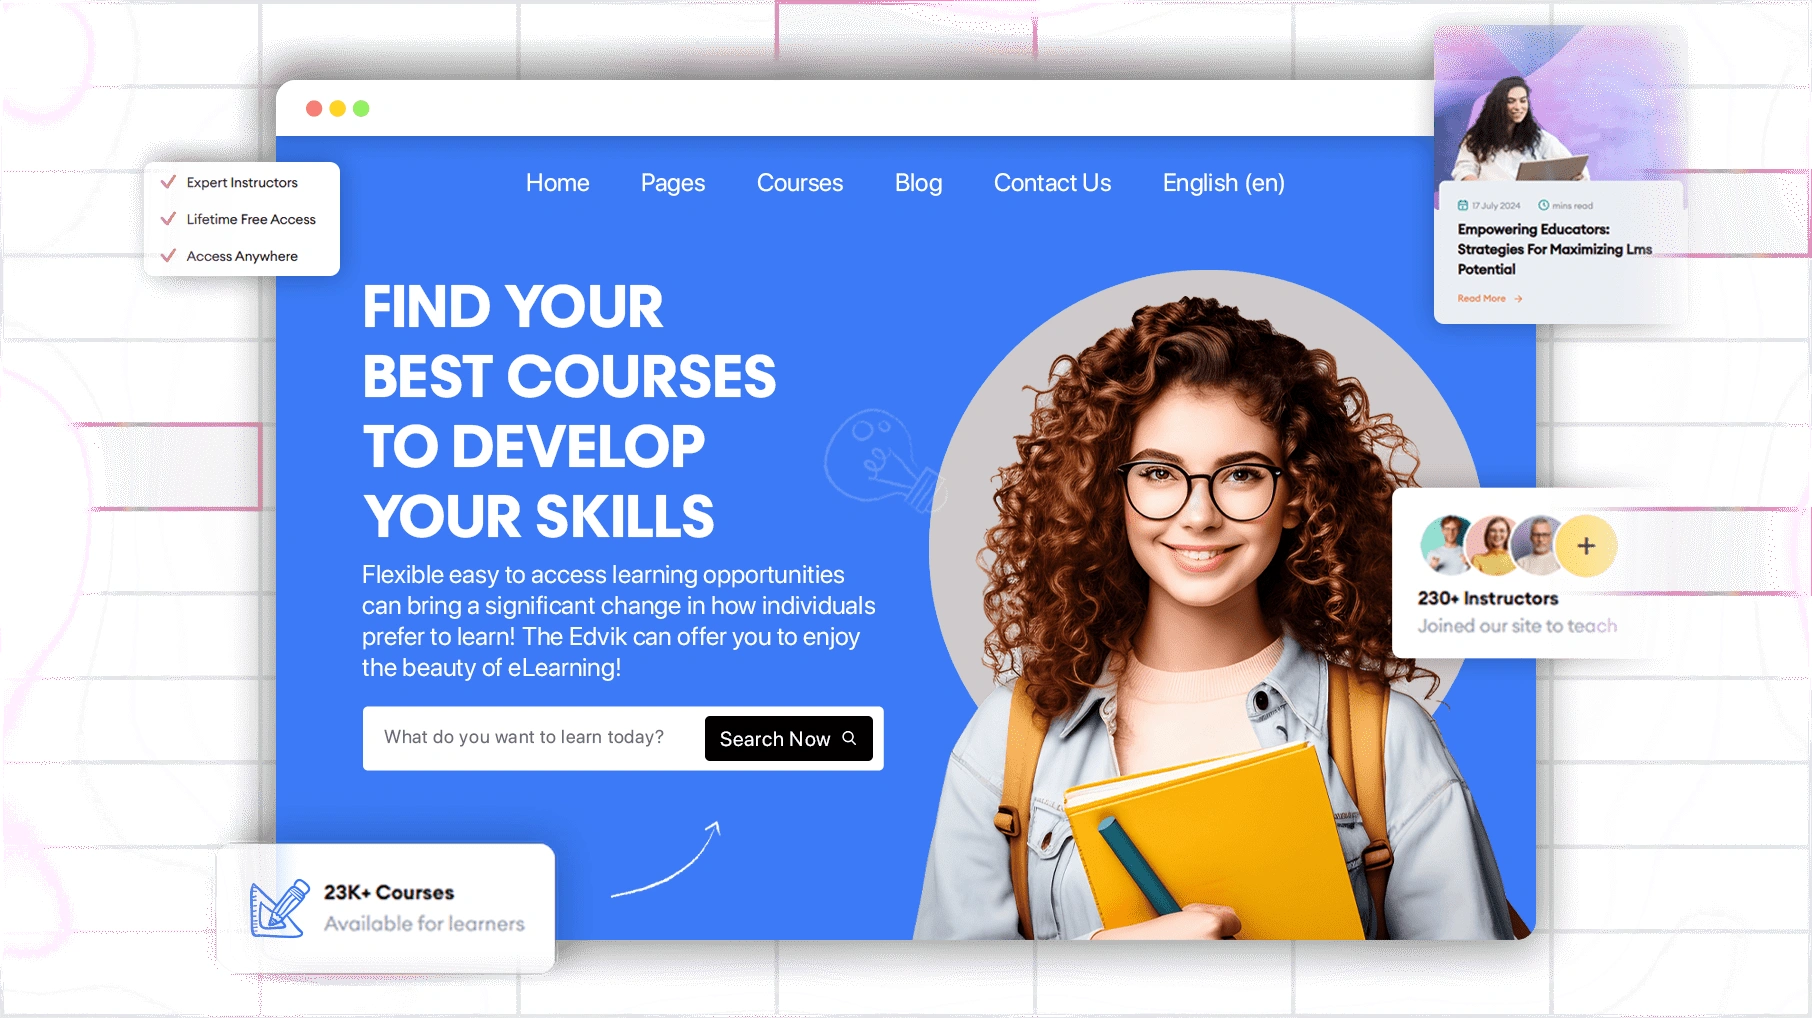 Home Pages Courses Blog Contact Us English (en)
Expert Instructors
Lifetime Free Access
Access Anywhere
17 July 2024 mins read
Empowering Educators:
Strategies For Maximizing Lms
Potential
Read More →
FIND YOUR
BEST COURSES
TO DEVELOP
YOUR SKILLS
Flexible easy to access learning opportunities
can bring a significant change in how individuals
prefer to learn! The Edvik can offer you to enjoy
the beauty of eLearning!
What do you want to learn today? Search Now
+
230+ Instructors
Joined our site to teach
23K+ Courses
Available for learners